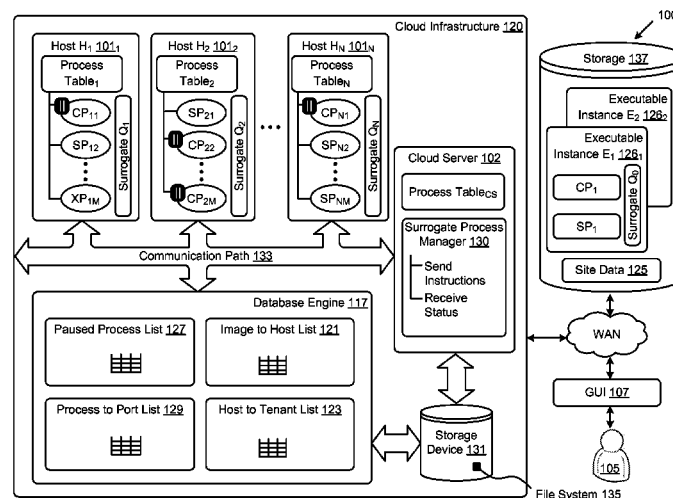 Cloud Infrastructure 120
100
Host H1 1011
Process
Table1
CP11
SP12
XP1M
Surrogate Q1
Host H2 1012
Process
Table2
SP21
CP22
CP2M
Surrogate Q2
Host HN 101N
Process
TableN
CPN1
SPN2
SPNM
Surrogate QN
Cloud Server 102
Process TableCS
Surrogate Process
Manager 130
Send
Instructions
Receive
Status
Storage 137
Executable
Instance E2 1262
Executable
Instance E1 1261
CP1
SP1
Surrogate Q0
Site Data 125
Communication Path 133
Database Engine 117
Paused Process List 127
Image to Host List 121
Process to Port List 129
Host to Tenant List 123
Storage
Device 131
File System 135
WAN
GUI 107
105